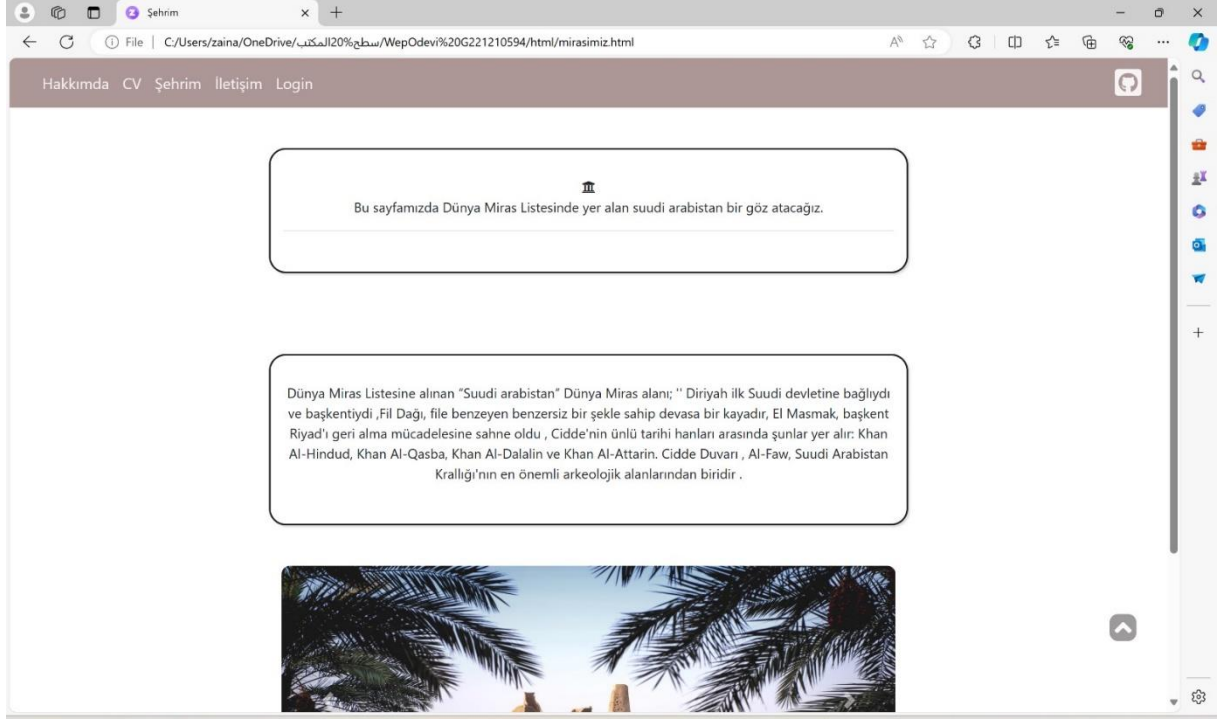 Şehrim
File
C:/Users/zaina/OneDrive/سطح%20المكتب/WepOdevi%20G221210594/html/mirasimiz.html
Hakkımda CV Şehrim İletişim Login
Bu sayfamızda Dünya Miras Listesinde yer alan suudi arabistan bir göz atacağız.
Dünya Miras Listesine alınan “Suudi arabistan” Dünya Miras alanı; '' Diriyah ilk Suudi devletine bağlıydı
ve başkentiydi ,Fil Dağı, file benzeyen benzersiz bir şekle sahip devasa bir kayadır, El Masmak, başkent
Riyad'ı geri alma mücadelesine sahne oldu , Cidde'nin ünlü tarihi hanları arasında şunlar yer alır: Khan
Al-Hindud, Khan Al-Qasba, Khan Al-Dalalin ve Khan Al-Attarin. Cidde Duvarı , Al-Faw, Suudi Arabistan
Krallığı'nın en önemli arkeolojik alanlarından biridir .